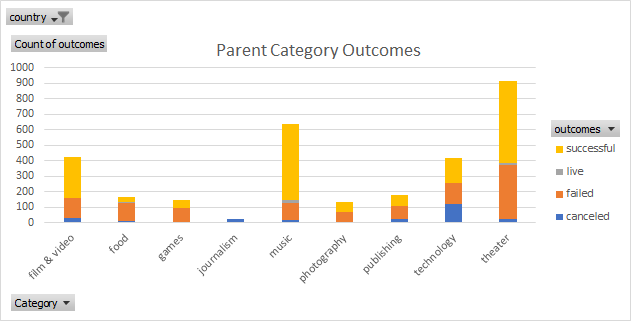 country
Count of outcomes
Parent Category Outcomes
1000
900
800
700
600
500
400
300
200
100
0
film & video
food
games
journalism
music
photography
publishing
technology
theater
outcomes
successful
live
failed
canceled
Category